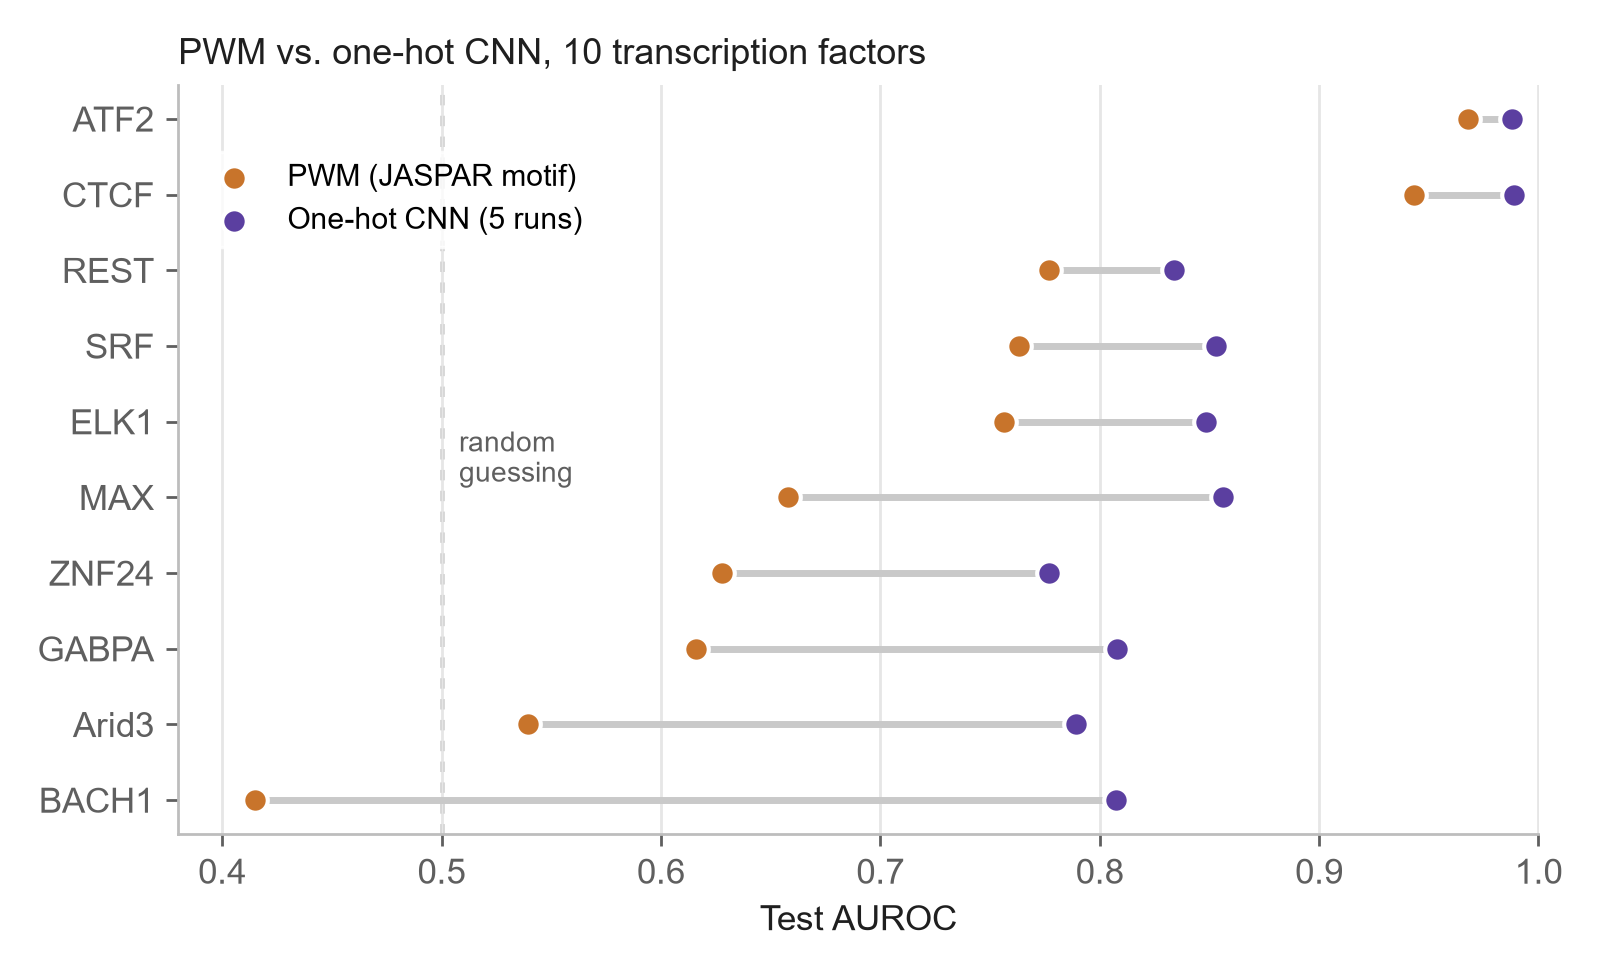 PWM vs. one-hot CNN, 10 transcription factors
ATF2
PWM (JASPAR motif)
CTCF
One-hot CNN (5 runs)
REST
SRF
ELK1
random
guessing
MAX
ZNF24
GABPA
Arid3
BACH1
0.4 0.5 0.6 0.7 0.8 0.9 1.0
Test AUROC